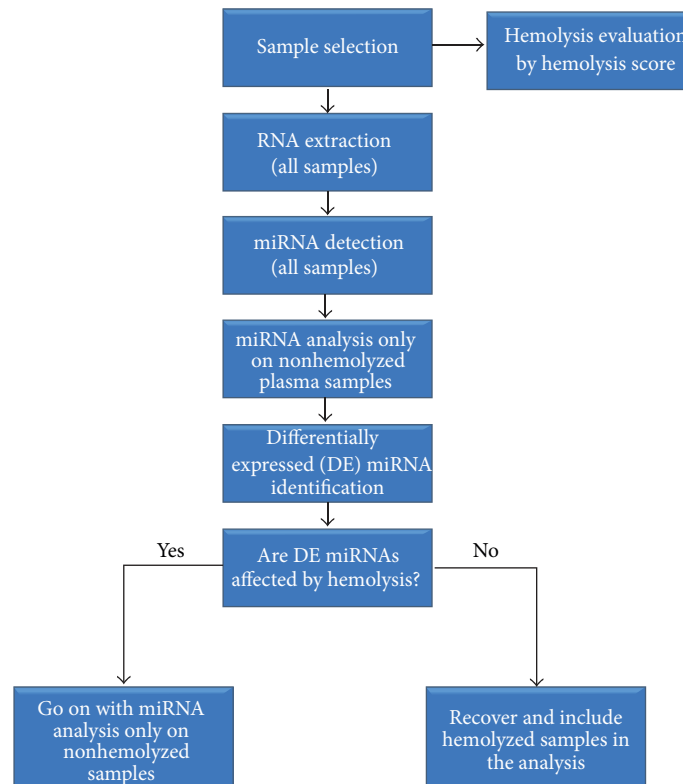 Sample selection
Hemolysis evaluation
by hemolysis score
RNA extraction
(all samples)
miRNA detection
(all samples)
miRNA analysis only
on nonhemolyzed
plasma samples
Differentially
expressed (DE) miRNA
identification
Are DE miRNAs
affected by hemolysis?
Yes
No
Go on with miRNA
analysis only on
nonhemolyzed
samples
Recover and include
hemolyzed samples in
the analysis